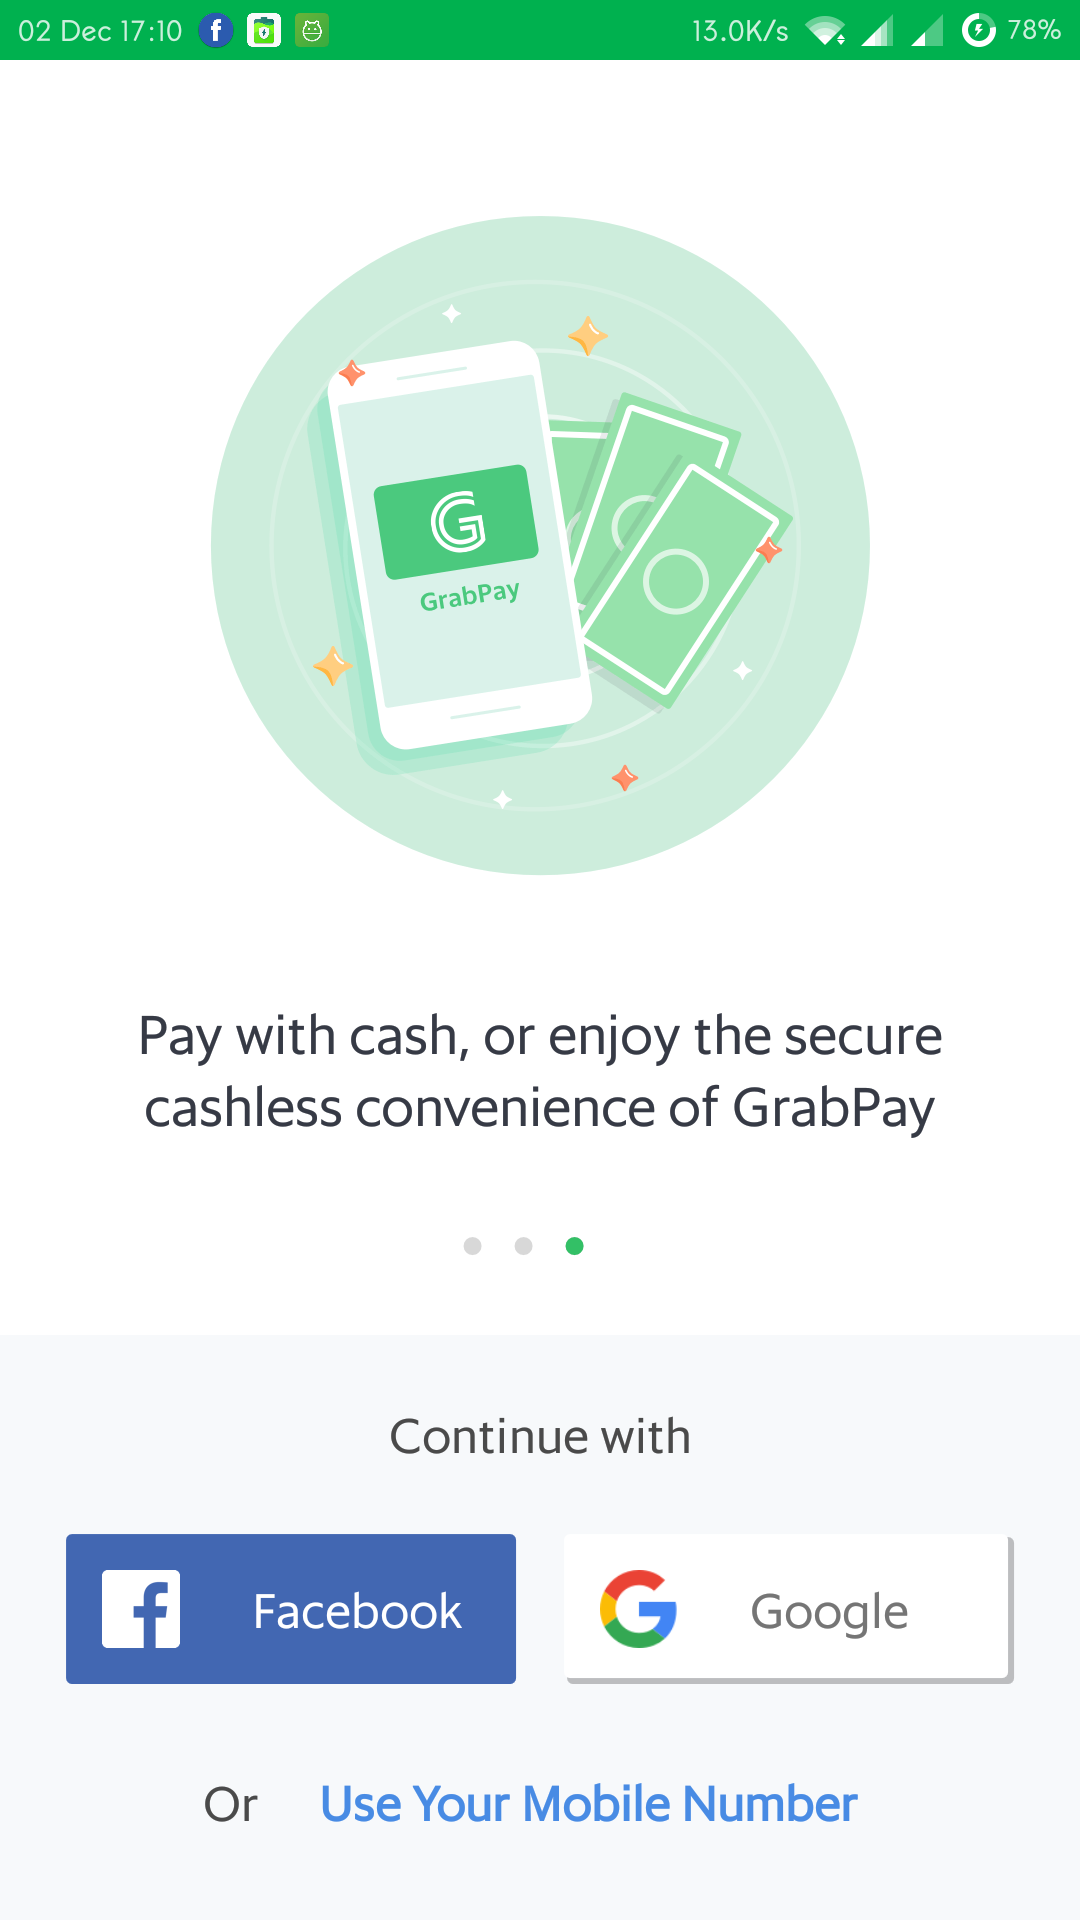 02 Dec 17:10 13.0K/s 78%
G
GrabPay
Pay with cash, or enjoy the secure
cashless convenience of GrabPay
Continue with
Facebook
Google
Or Use Your Mobile Number